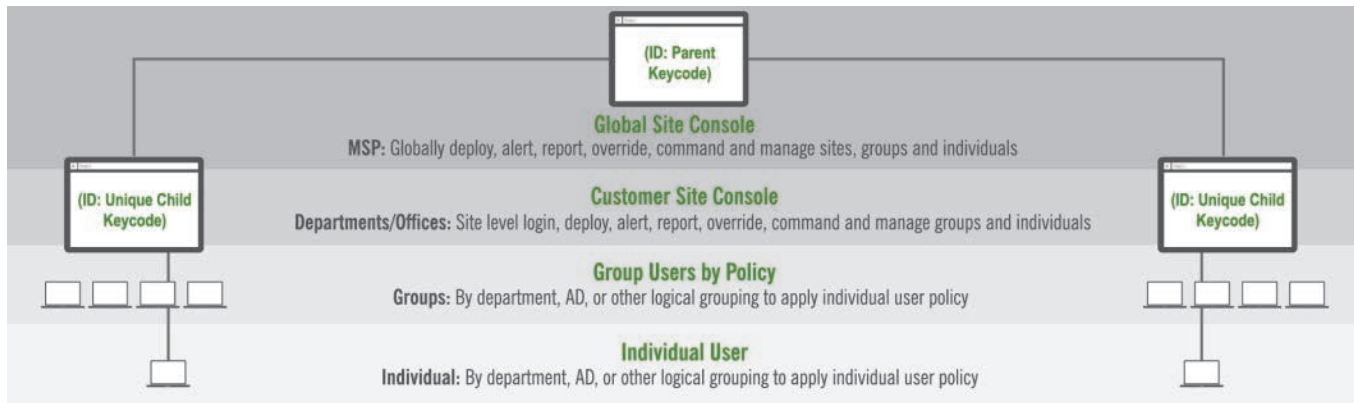 (ID: Parent
Keycode)
Global Site Console
MSP: Globally deploy, alert, report, override, command and manage sites, groups and individuals
(ID: Unique Child
Keycode)
Customer Site Console
Departments/Offices: Site level login, deploy, alert, report, override, command and manage groups and individuals
(ID: Unique Child
Keycode)
Group Users by Policy
Groups: By department, AD, or other logical grouping to apply individual user policy
Individual User
Individual: By department, AD, or other logical grouping to apply individual user policy